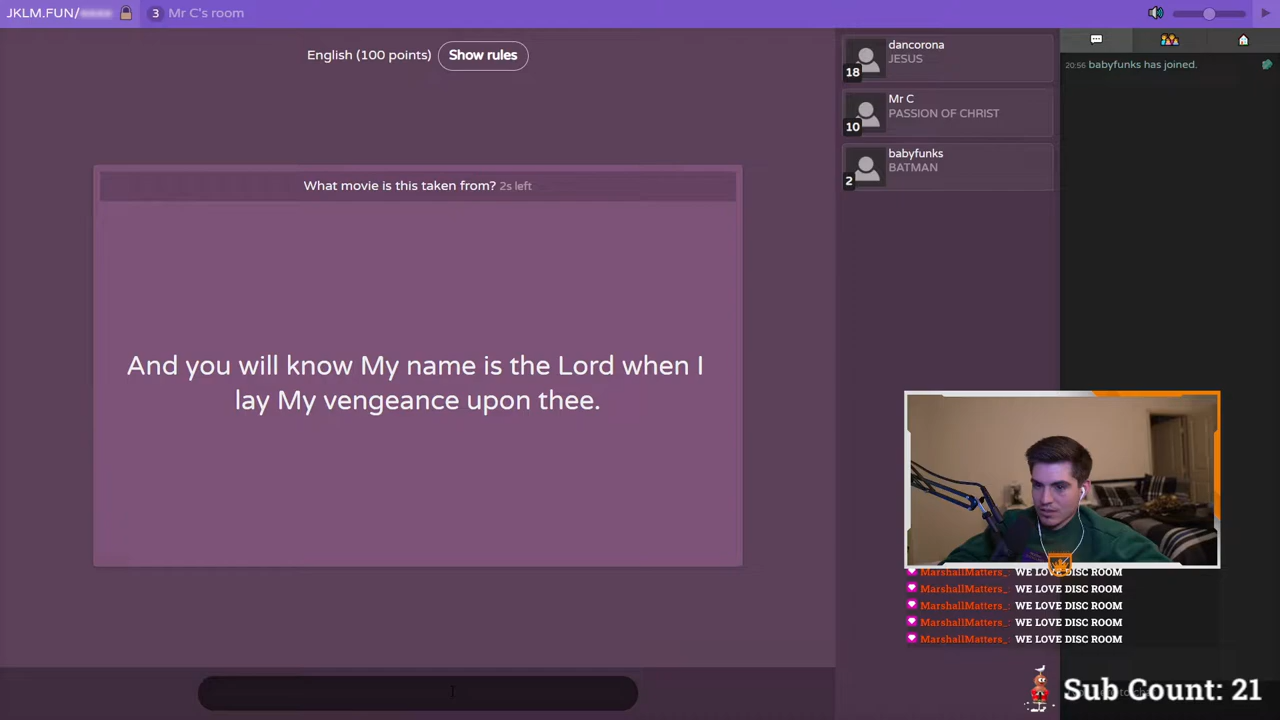 JKLM.FUN/
3 Mr C's room
English (100 points) Show rules
What movie is this taken from? 2s left
And you will know My name is the Lord when I
lay My vengeance upon thee.
dancorona
JESUS
18
Mr C
PASSION OF CHRIST
10
babyfunks
BATMAN
2
20:56 babyfunks has joined.
MarshallMatters_: WE LOVE DISC ROOM
MarshallMatters_: WE LOVE DISC ROOM
MarshallMatters_: WE LOVE DISC ROOM
MarshallMatters_: WE LOVE DISC ROOM
MarshallMatters_: WE LOVE DISC ROOM
Sub Count: 21